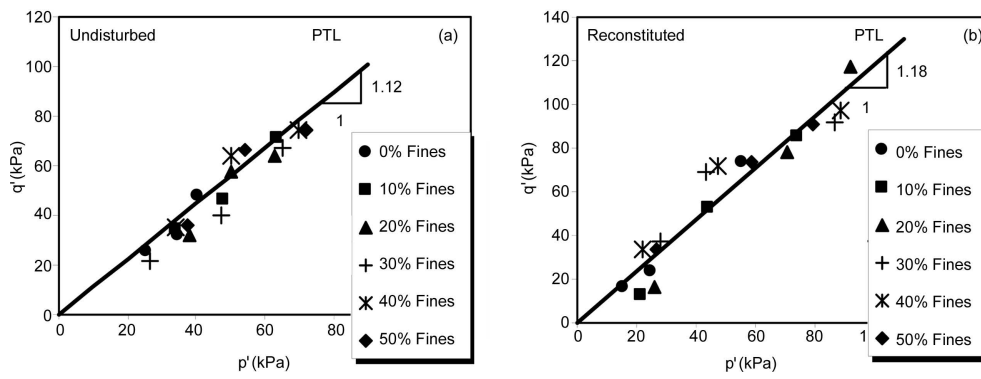 120
100
80
60
40
20
0
q'(kPa)
Undisturbed PTL (a)
1.12
1
0 20 40 60 80
p'(kPa)
0% Fines
10% Fines
20% Fines
30% Fines
40% Fines
50% Fines
140
120
100
80
60
40
20
0
q'(kPa)
Reconstituted PTL (b)
1.18
1
0 20 40 60 80 1
p'(kPa)
0% Fines
10% Fines
20% Fines
30% Fines
40% Fines
50% Fines